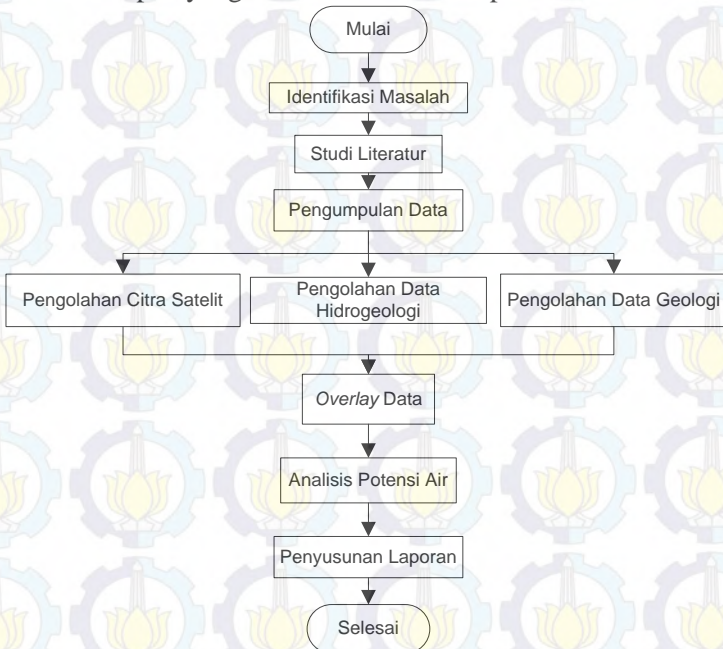 Mulai
Identifikasi Masalah
Studi Literatur
Pengumpulan Data
Pengolahan Citra Satelit
Pengolahan Data
Hidrogeologi
Pengolahan Data Geologi
Overlay Data
Analisis Potensi Air
Penyusunan Laporan
Selesai